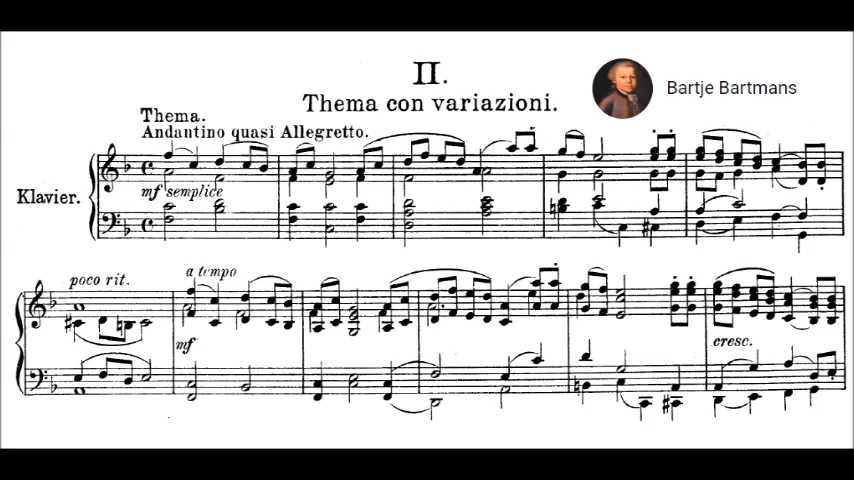 II.
Thema con variazioni.
Bartje Bartmans
Thema.
Andantino quasi Allegretto.
Klavier.
mf semplice
poco rit.
a tempo
mf
cresc.